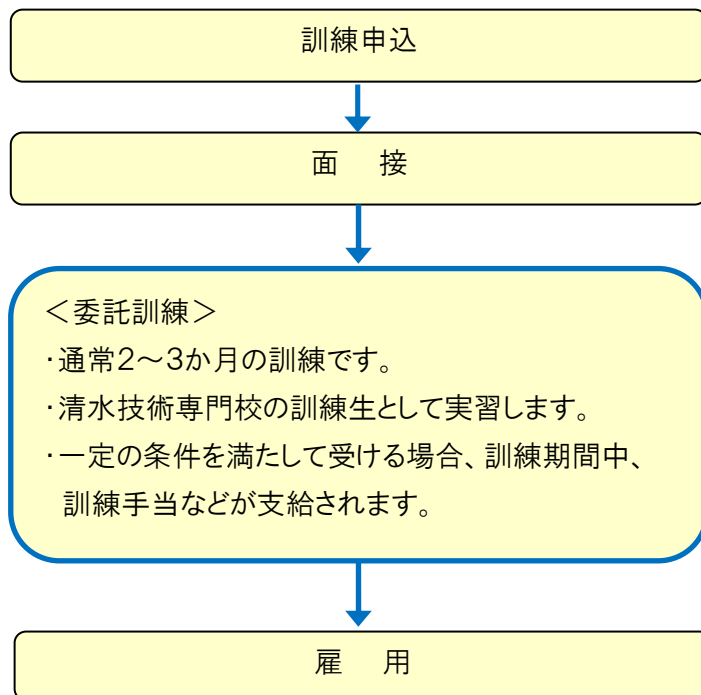 訓練申込
面　接
＜委託訓練＞
・通常2～3か月の訓練です。
・清水技術専門校の訓練生として実習します。
・一定の条件を満たして受ける場合、訓練期間中、
訓練手当などが支給されます。
雇　用